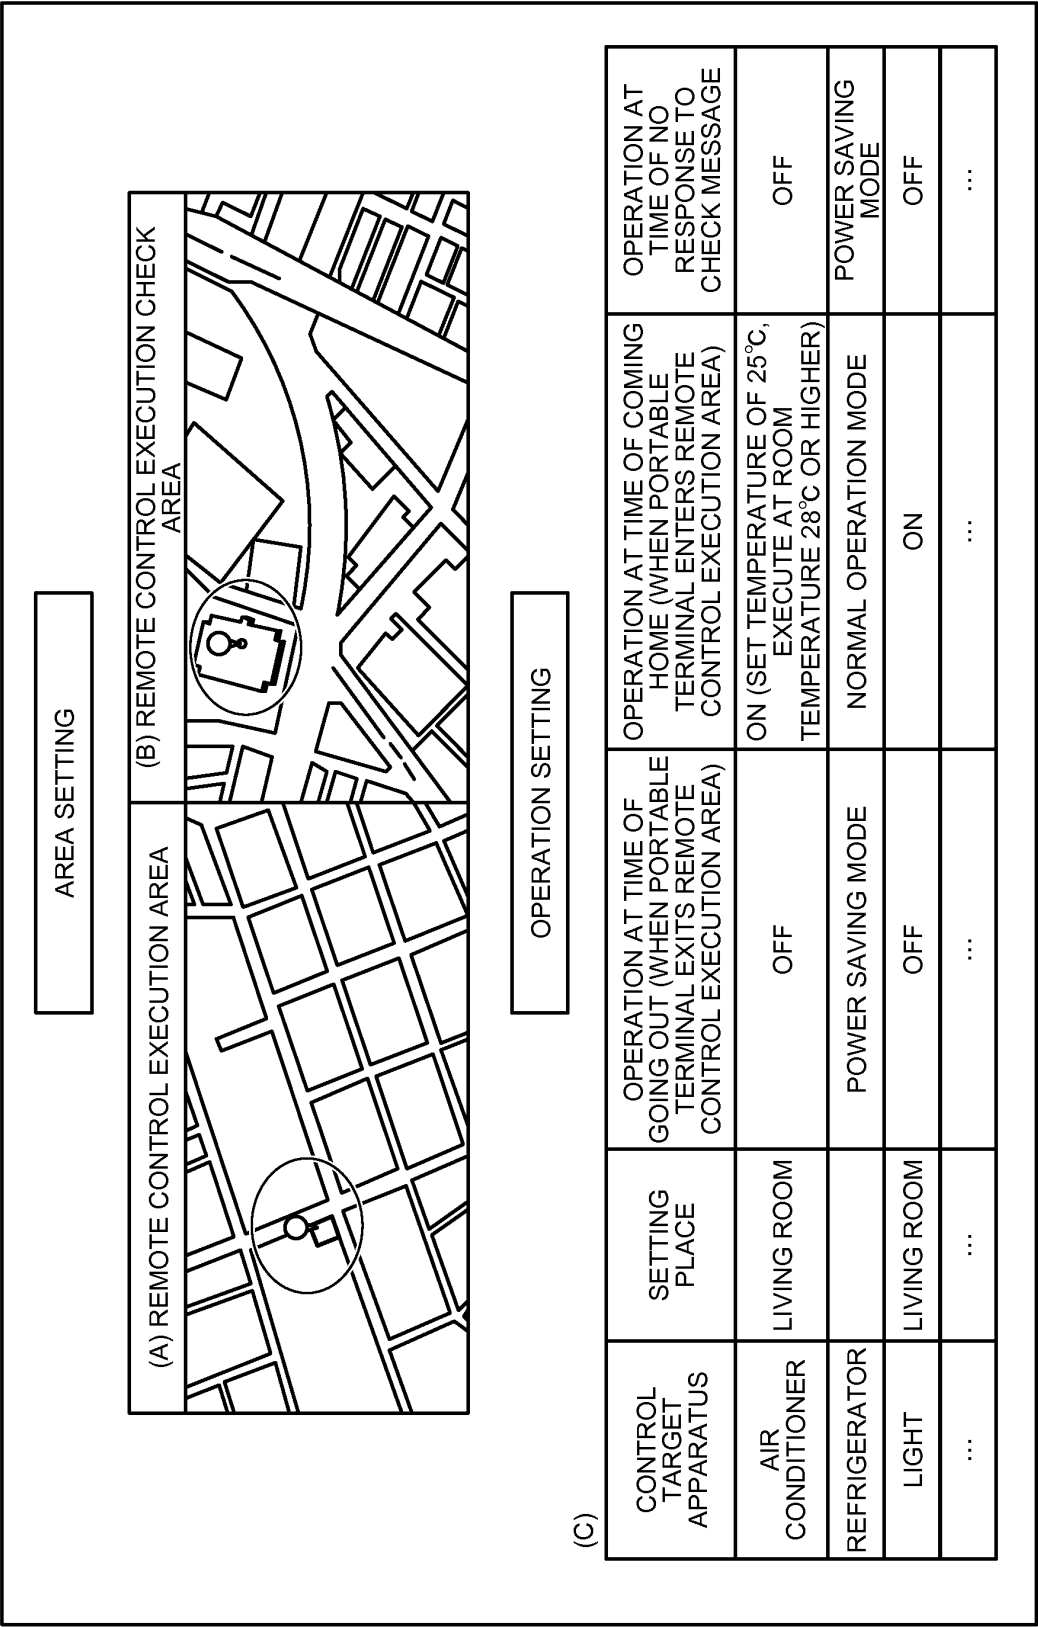 AREA SETTING
(A) REMOTE CONTROL EXECUTION AREA
(B) REMOTE CONTROL EXECUTION CHECK
AREA
OPERATION SETTING
(C)
CONTROL
TARGET
APPARATUS
SETTING
PLACE
OPERATION AT TIME OF
GOING OUT (WHEN PORTABLE
TERMINAL EXITS REMOTE
CONTROL EXECUTION AREA)
OPERATION AT TIME OF COMING
HOME (WHEN PORTABLE
TERMINAL ENTERS REMOTE
CONTROL EXECUTION AREA)
OPERATION AT
TIME OF NO
RESPONSE TO
CHECK MESSAGE
AIR
CONDITIONER
LIVING ROOM
OFF
ON (SET TEMPERATURE OF 25°C,
EXECUTE AT ROOM
TEMPERATURE 28°C OR HIGHER)
OFF
REFRIGERATOR
POWER SAVING MODE
NORMAL OPERATION MODE
POWER SAVING
MODE
LIGHT
LIVING ROOM
OFF
ON
OFF
...
...
...
...
...